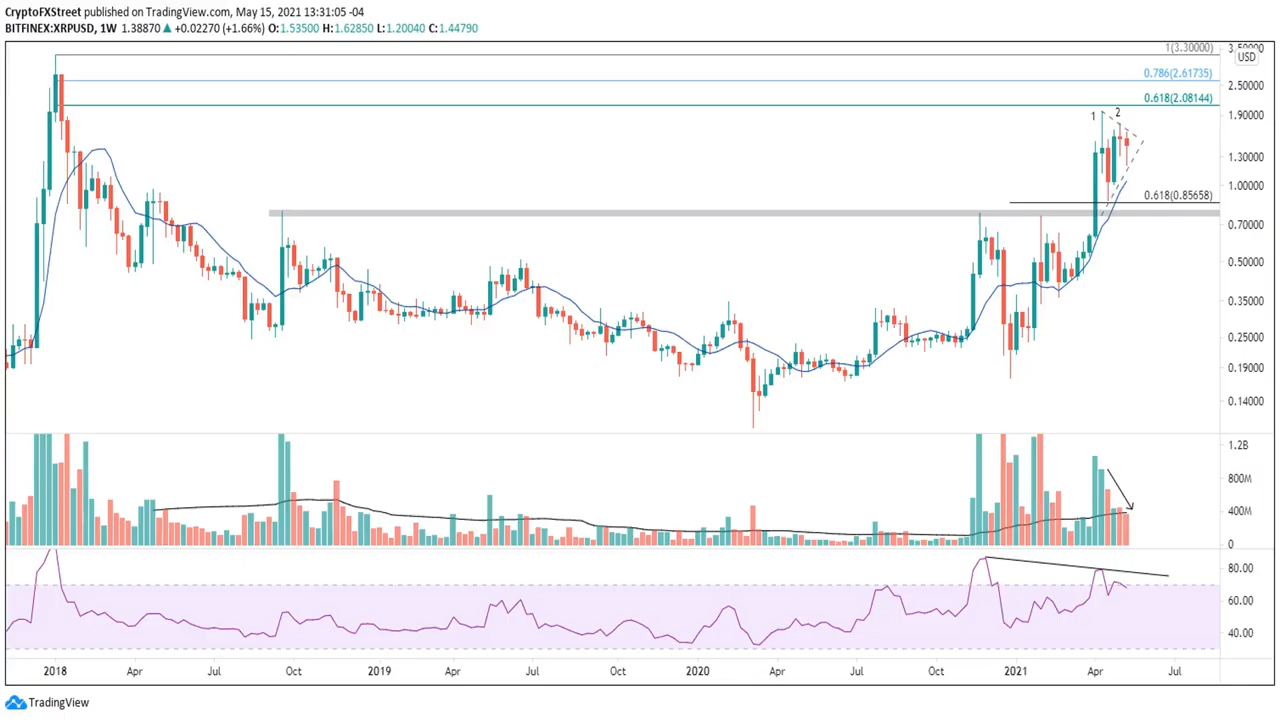 CryptoFXStreet published on TradingView.com, May 15, 2021 13:31:05 -04
BITFINEX:XRPUSD, 1W 1.38870 ▲ +0.02270 (+1.66%) O:1.53500 H:1.62850 L:1.20040 C:1.44790
1(3.30000) 3.50000
USD
0.786(2.61735)
2.50000
0.618(2.08144)
1 2 1.90000
1.30000
1.00000
0.618(0.85658)
0.70000
0.50000
0.35000
0.25000
0.19000
0.14000
1.2B
800M
400M
0
80.00
60.00
40.00
2018 Apr Jul Oct 2019 Apr Jul Oct 2020 Apr Jul Oct 2021 Apr Jul
TradingView